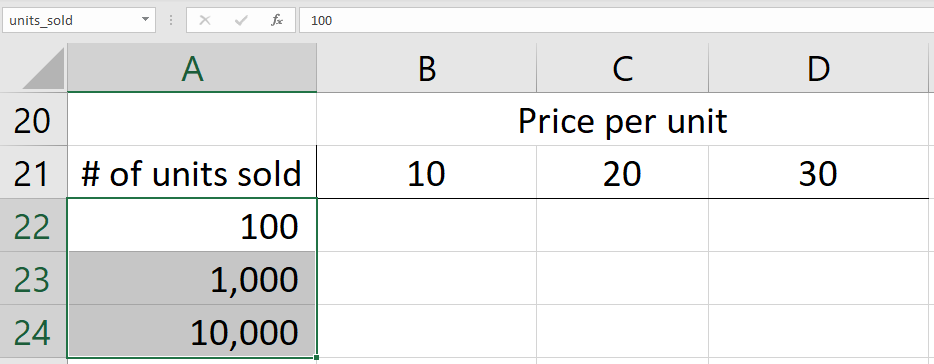 units_sold fx 100
A B C D
20 Price per unit
21 # of units sold 10 20 30
22 100
23 1,000
24 10,000